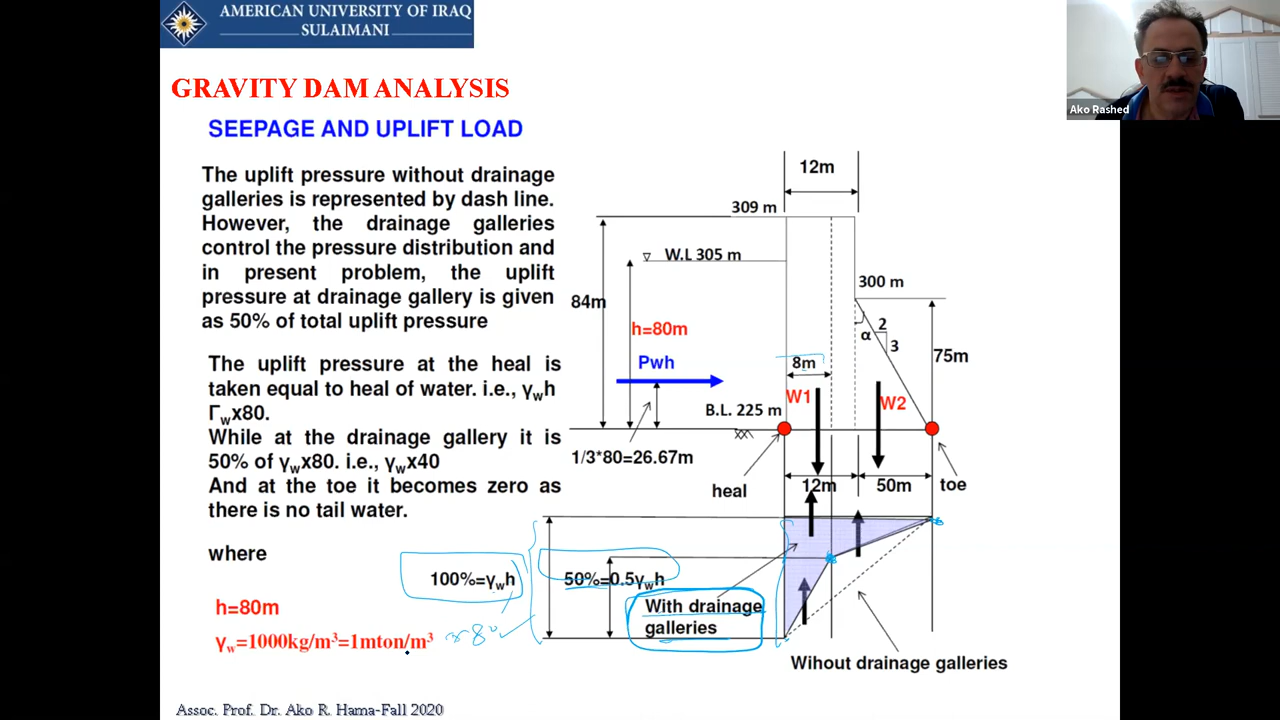 AMERICAN UNIVERSITY OF IRAQ
SULAIMANI
Ako Rashed
GRAVITY DAM ANALYSIS
SEEPAGE AND UPLIFT LOAD
The uplift pressure without drainage
galleries is represented by dash line.
However, the drainage galleries
control the pressure distribution and
in present problem, the uplift
pressure at drainage gallery is given
as 50% of total uplift pressure
The uplift pressure at the heal is
taken equal to heal of water. i.e., γwh
Γwx80.
While at the drainage gallery it is
50% of γwx80. i.e., γwx40
And at the toe it becomes zero as
there is no tail water.
where
h=80m
γw=1000kg/m³=1mton/m³
12m
309 m
W.L 305 m
300 m
84m
h=80m
α
2
3
75m
Pwh
8m
W1
W2
B.L. 225 m
1/3*80=26.67m
heal
12m
50m
toe
100%=γwh
50%=0.5γwh
With drainage
galleries
Wihout drainage galleries
Assoc. Prof. Dr. Ako R. Hama-Fall 2020